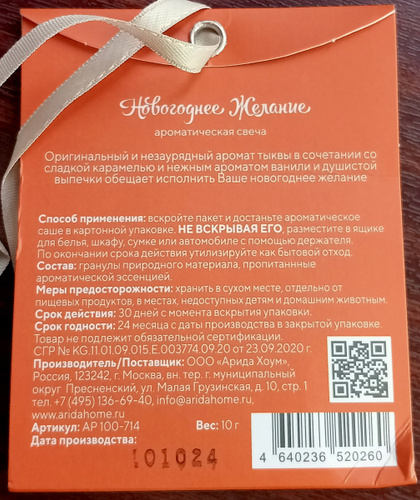 Новогоднее Желание
ароматическая свеча
Оригинальный и незаурядный аромат тыквы в сочетании со
сладкой карамелью и нежным ароматом ванили и душистой
выпечки обещает исполнить Ваше новогоднее желание
Способ применения: вскройте пакет и достаньте ароматическое
саше в картонной упаковке. НЕ ВСКРЫВАЯ ЕГО, разместите в ящике
для белья, шкафу, сумке или автомобиле с помощью держателя.
По окончании срока действия утилизируйте как бытовой отход.
Состав: гранулы природного материала, пропитанные
ароматической эссенцией.
Меры предосторожности: хранить в сухом месте, отдельно от
пищевых продуктов, в местах, недоступных детям и домашним животным.
Срок действия: 30 дней с момента вскрытия упаковки.
Срок годности: 24 месяца с даты производства в закрытой упаковке.
Товар не подлежит обязательной сертификации.
СГР № KG.11.01.09.015.E.003774.09.20 от 23.09.2020 г.
Производитель/Поставщик: ООО «Арида Хоум»,
Россия, 123242, г. Москва, вн. тер. г. муниципальный
округ Пресненский, ул. Малая Грузинская, д. 10, стр. 1
тел. +7 (495) 136-69-40, info@aridahome.ru,
www.aridahome.ru
Артикул: АР 100-714 Вес: 10 г
Дата производства:
101024
4 640236 520260